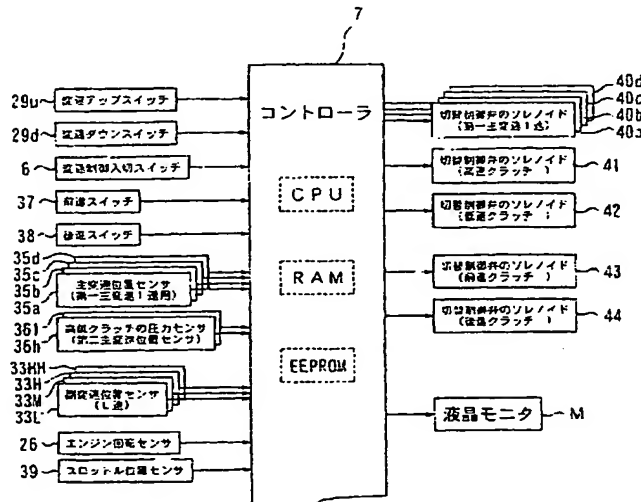 7
コントローラ
CPU
RAM
EEPROM
29u 変速アップスイッチ
29d 変速ダウンスイッチ
6 変速制御入切スイッチ
37 前進スイッチ
38 後進スイッチ
35d
35c
35b
35a
主変速位置センサ
(第一主変速1速用)
36l
36h
高低クラッチの圧力センサ
(第二主変速位置センサ)
33HH
33H
33M
33L
副変速位置センサ
(L速)
26 エンジン回転センサ
39 スロットル位置センサ
40d
40c
40b
40a
切替制御弁のソレノイド
(第一主変速1速)
切替制御弁のソレノイド
(高速クラッチ)
41
切替制御弁のソレノイド
(低速クラッチ)
42
切替制御弁のソレノイド
(前進クラッチ)
43
切替制御弁のソレノイド
(後進クラッチ)
44
液晶モニタ M